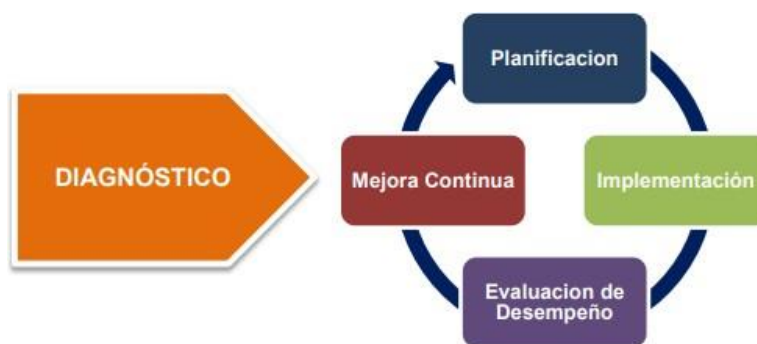 DIAGNÓSTICO
Planificacion
Mejora Continua
Implementación
Evaluacion de
Desempeño